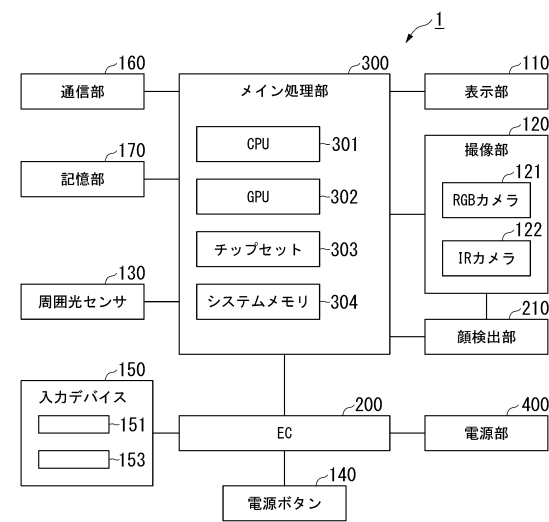 1
160
通信部
300
メイン処理部
110
表示部
CPU
301
120
撮像部
170
記憶部
GPU
302
121
RGBカメラ
チップセット
303
122
IRカメラ
130
周囲光センサ
システムメモリ
304
210
顔検出部
150
入力デバイス
151
153
200
EC
400
電源部
140
電源ボタン